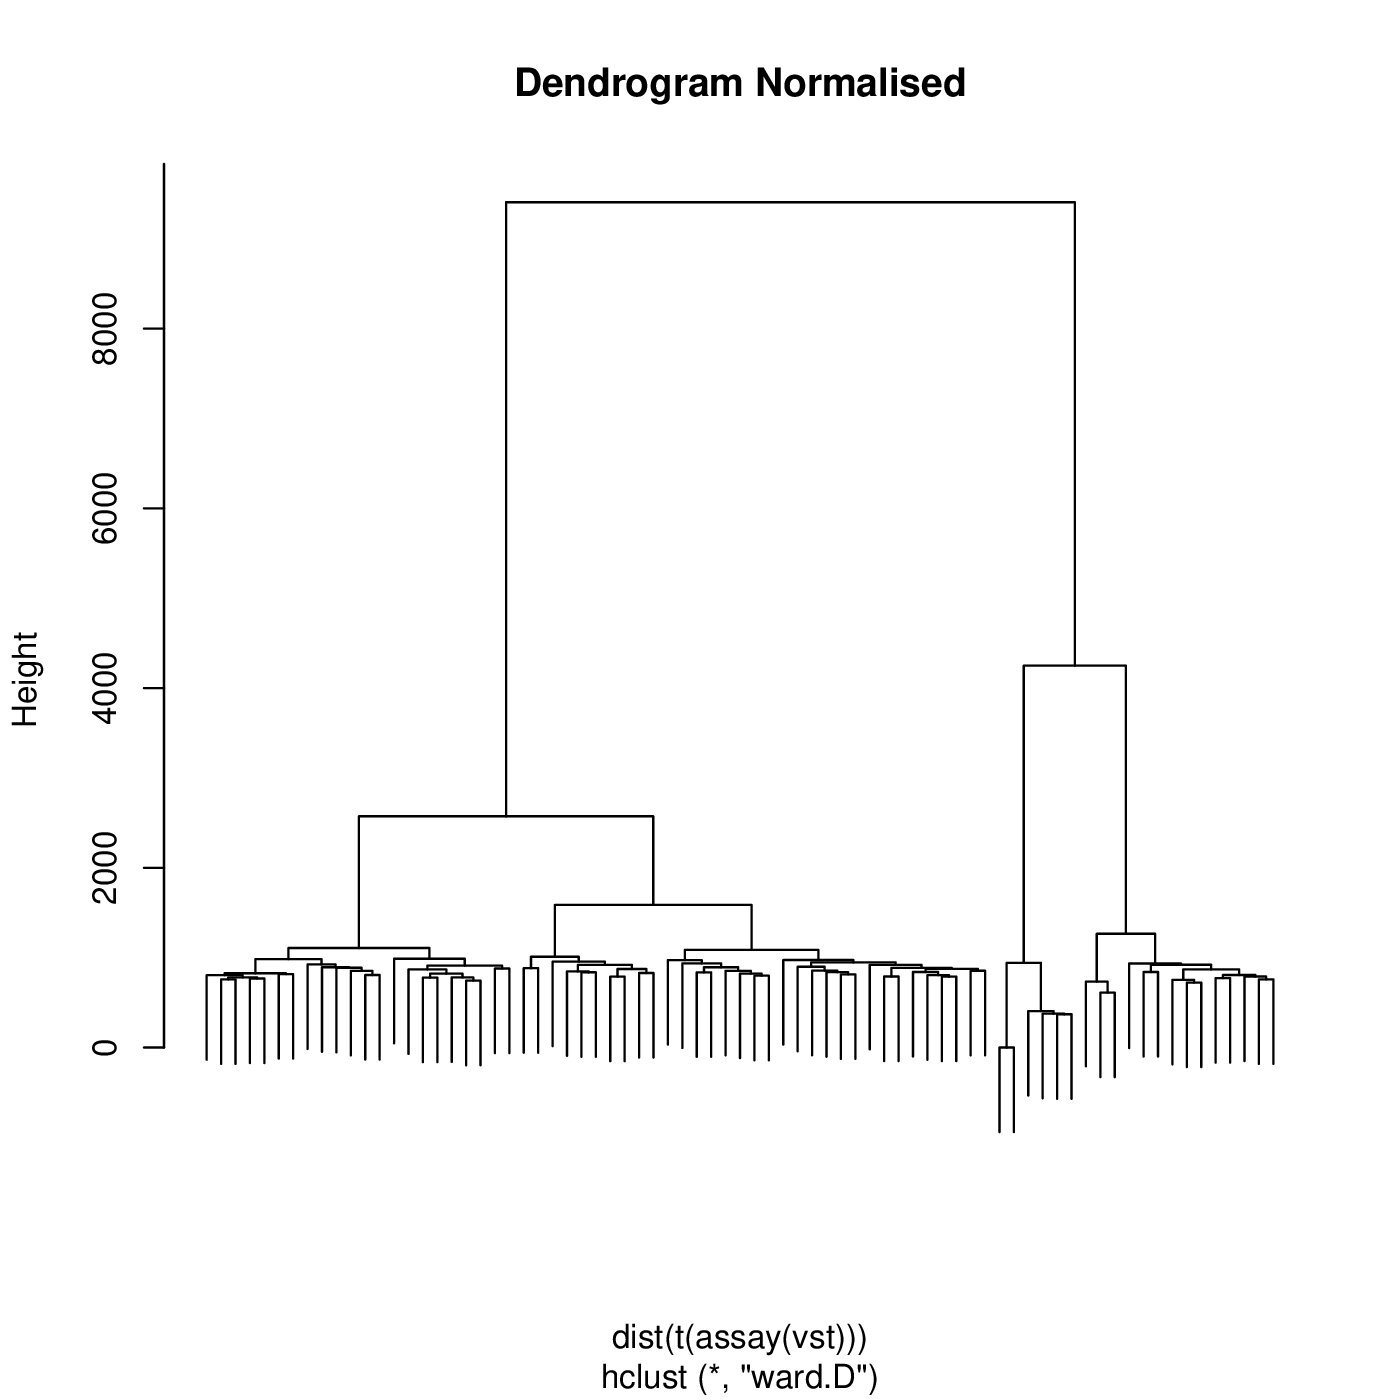 Dendrogram Normalised
Height
8000
6000
4000
2000
0
dist(t(assay(vst)))
hclust (*, "ward.D")